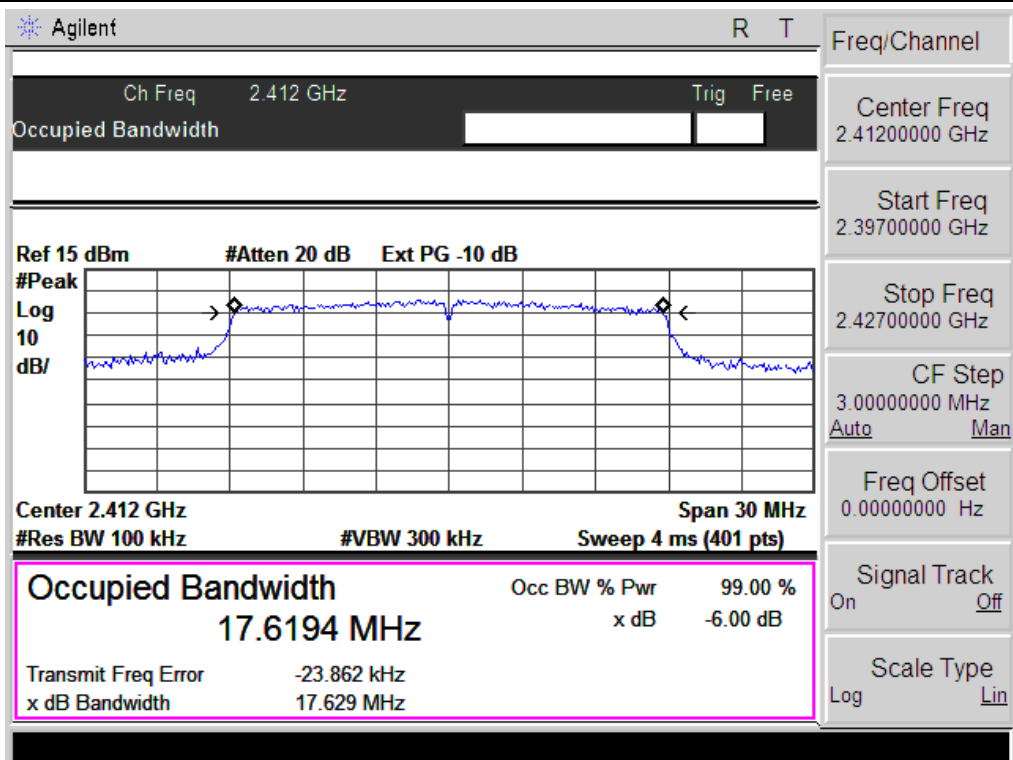 Agilent
R T
Freq/Channel
Ch Freq 2.412 GHz Trig Free
Occupied Bandwidth
Center Freq
2.41200000 GHz
Start Freq
2.39700000 GHz
Stop Freq
2.42700000 GHz
CF Step
3.00000000 MHz
Auto Man
Freq Offset
0.00000000 Hz
Signal Track
On Off
Scale Type
Log Lin
Ref 15 dBm #Atten 20 dB Ext PG -10 dB
#Peak
Log
10
dB/
Center 2.412 GHz Span 30 MHz
#Res BW 100 kHz #VBW 300 kHz Sweep 4 ms (401 pts)
Occupied Bandwidth
17.6194 MHz
Occ BW % Pwr 99.00 %
x dB -6.00 dB
Transmit Freq Error -23.862 kHz
x dB Bandwidth 17.629 MHz